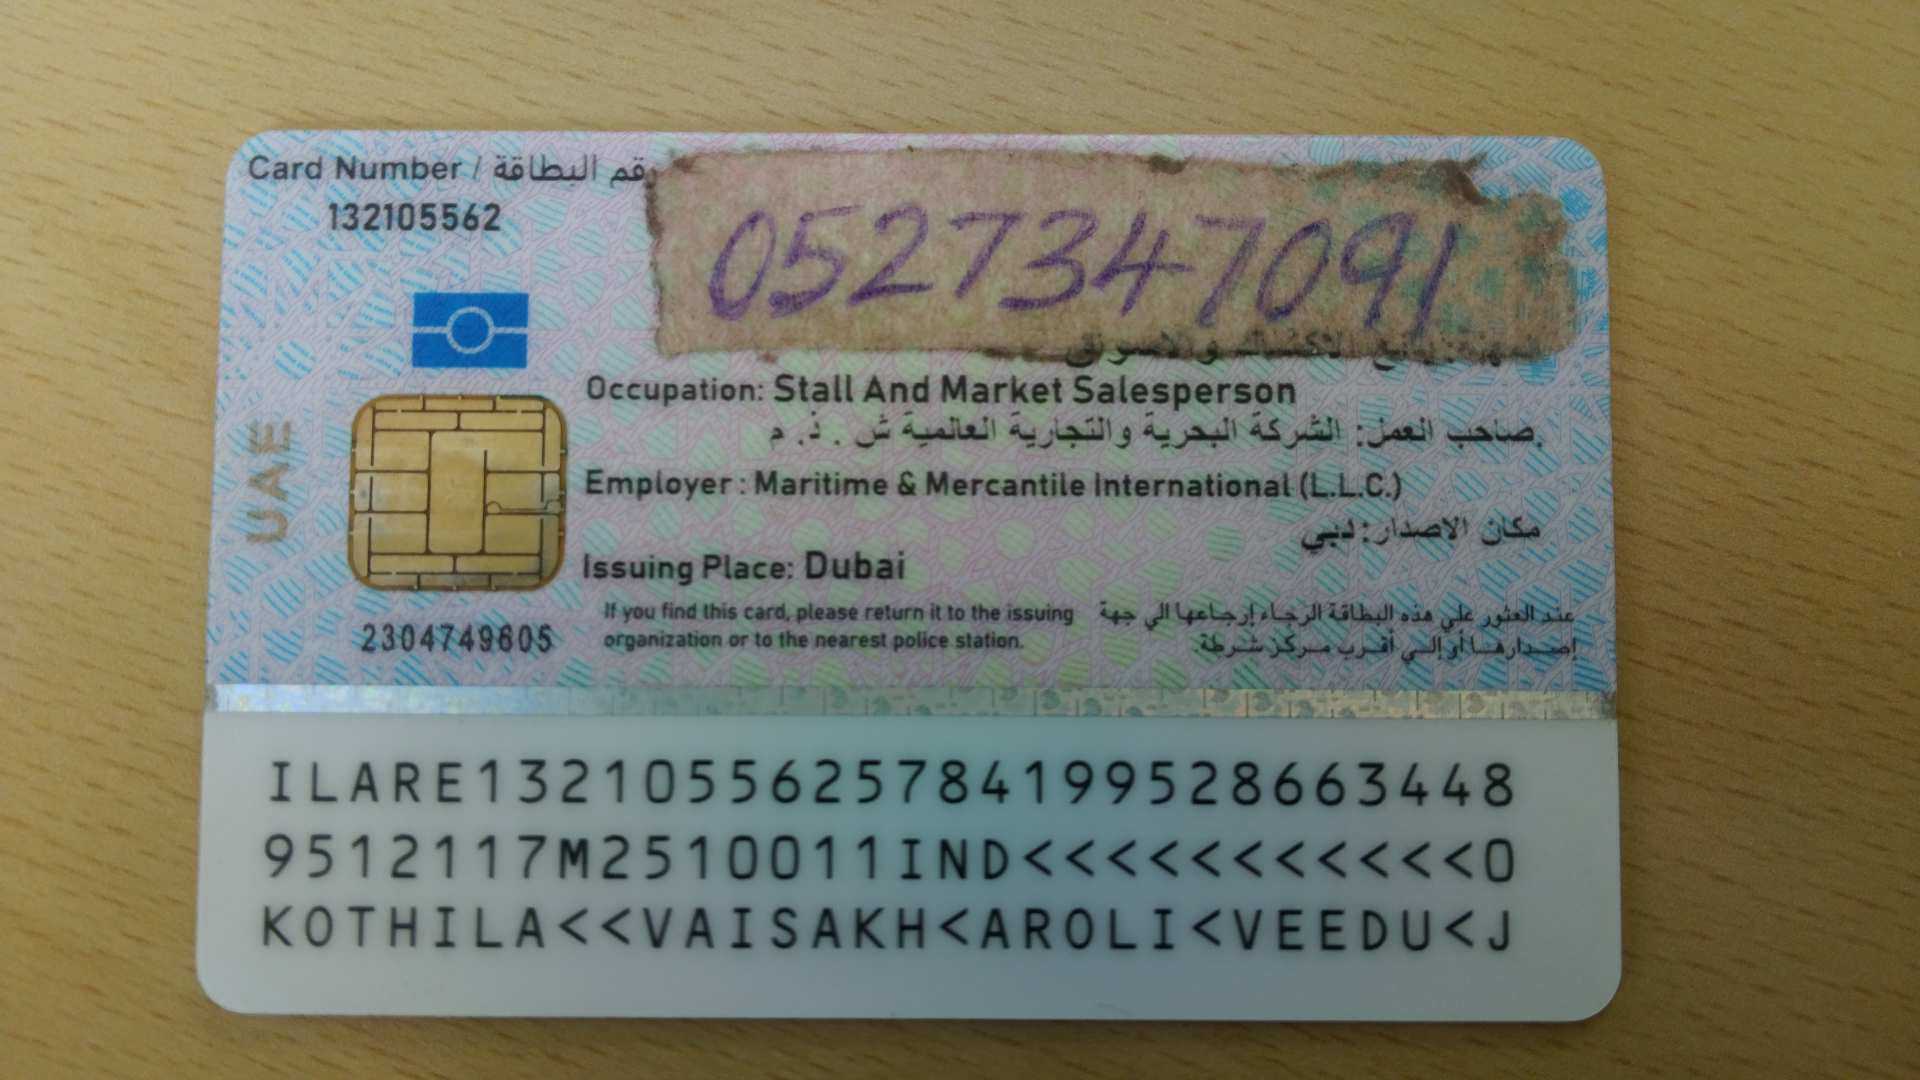 Card Number / رقم البطاقة
132105562
0527347091
Occupation: Stall And Market Salesperson
صاحب العمل: الشركة البحرية والتجارية العالمية ش . ذ. م.
Employer : Maritime & Mercantile International (L.L.C.)
مكان الاصدار: دبي
Issuing Place: Dubai
UAE
2304749605
If you find this card, please return it to the issuing
organization or to the nearest police station.
عند العثور علي هذه البطاقة الرجاء إرجاعها الي جهة
إصدارها أو إلي أقرب مركز شرطة.
ILARE1321055625784199528663448
9512117M2510011IND<<<<<<<<<<<0
KOTHILA<<VAISAKH<AROLI<VEEDU<J